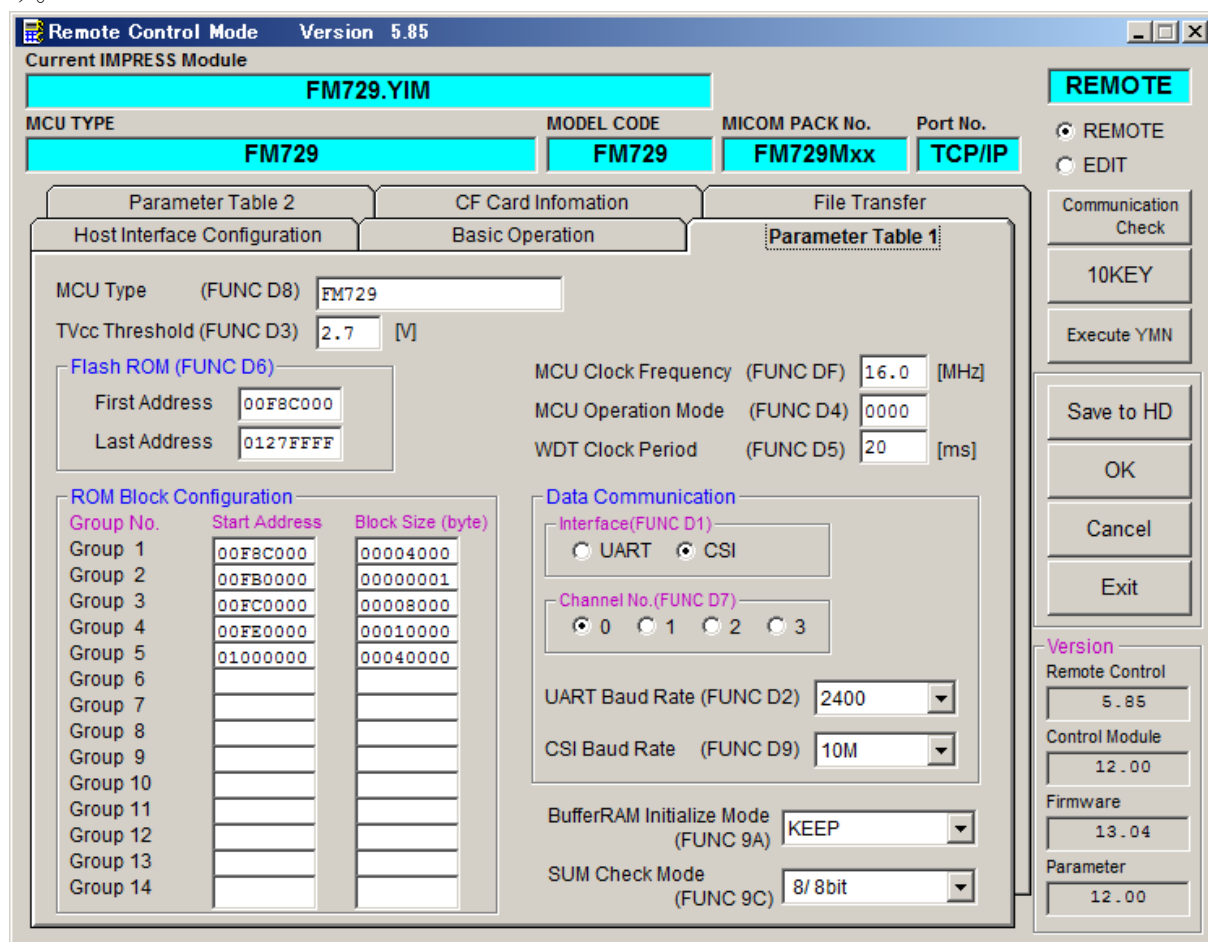 )。
Remote Control Mode Version 5.85
Current IMPRESS Module
FM729.YIM
REMOTE
MCU TYPE MODEL CODE MICOM PACK No. Port No.
FM729 FM729 FM729Mxx TCP/IP
REMOTE
EDIT
Parameter Table 2 CF Card Infomation File Transfer
Host Interface Configuration Basic Operation Parameter Table 1
Communication
Check
10KEY
Execute YMN
Save to HD
OK
Cancel
Exit
MCU Type (FUNC D8) FM729
TVcc Threshold (FUNC D3) 2.7 [V]
Flash ROM (FUNC D6)
First Address 00F8C000
Last Address 0127FFFF
MCU Clock Frequency (FUNC DF) 16.0 [MHz]
MCU Operation Mode (FUNC D4) 0000
WDT Clock Period (FUNC D5) 20 [ms]
ROM Block Configuration
Group No. Start Address Block Size (byte)
Group 1 00F8C000 00004000
Group 2 00FB0000 00000001
Group 3 00FC0000 00008000
Group 4 00FE0000 00010000
Group 5 01000000 00040000
Group 6
Group 7
Group 8
Group 9
Group 10
Group 11
Group 12
Group 13
Group 14
Data Communication
Interface(FUNC D1)
UART CSI
Channel No.(FUNC D7)
0 1 2 3
UART Baud Rate (FUNC D2) 2400
CSI Baud Rate (FUNC D9) 10M
BufferRAM Initialize Mode
(FUNC 9A) KEEP
SUM Check Mode
(FUNC 9C) 8/ 8bit
Version
Remote Control
5.85
Control Module
12.00
Firmware
13.04
Parameter
12.00